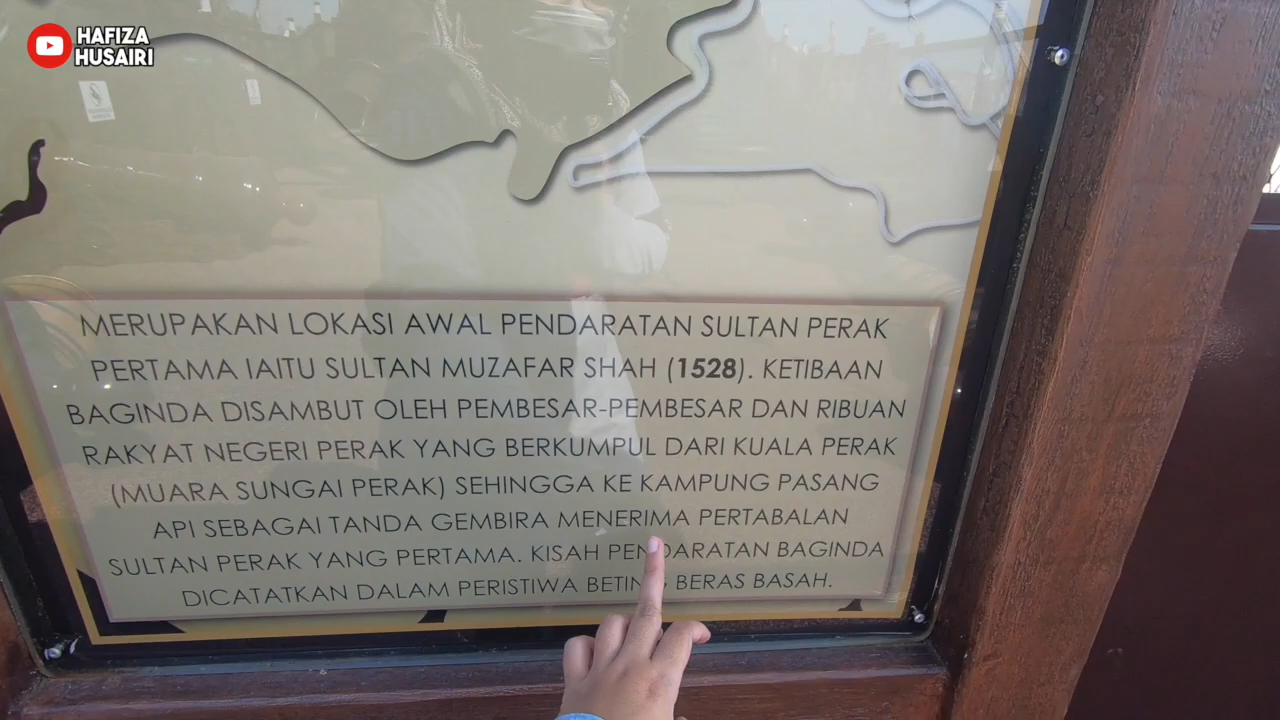 HAFIZA
HUSAIRI
MERUPAKAN LOKASI AWAL PENDARATAN SULTAN PERAK
PERTAMA IAITU SULTAN MUZAFAR SHAH (1528). KETIBAAN
BAGINDA DISAMBUT OLEH PEMBESAR-PEMBESAR DAN RIBUAN
RAKYAT NEGERI PERAK YANG BERKUMPUL DARI KUALA PERAK
(MUARA SUNGAI PERAK) SEHINGGA KE KAMPUNG PASANG
API SEBAGAI TANDA GEMBIRA MENERIMA PERTABALAN
SULTAN PERAK YANG PERTAMA. KISAH PENDARATAN BAGINDA
DICATATKAN DALAM PERISTIWA BETING BERAS BASAH.